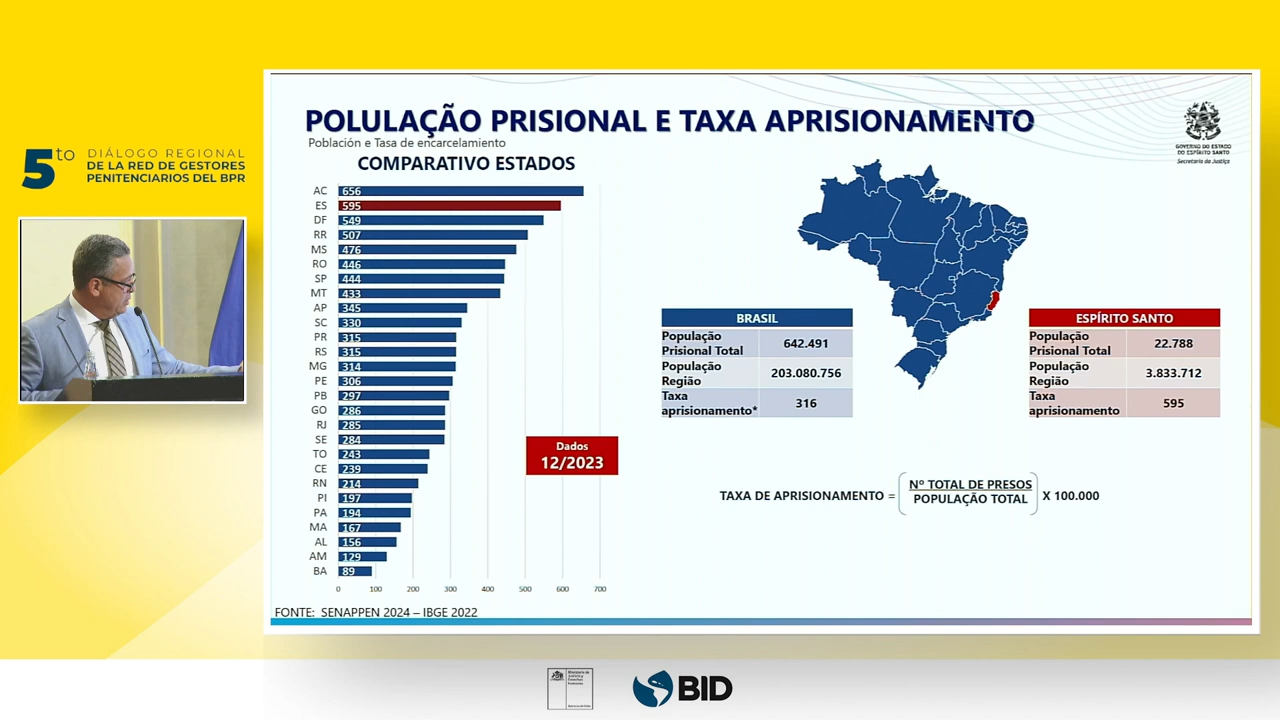 5to
DIÁLOGO REGIONAL
DE LA RED DE GESTORES
PENITENCIARIOS DEL BPR
POLULAÇÃO PRISIONAL E TAXA APRISIONAMENTO
Población e Tasa de encarcelamiento
COMPARATIVO ESTADOS
GOVERNO DO ESTADO
DO ESPÍRITO SANTO
Secretaria da Justiça
AC 656
ES 595
DF 549
RR 507
MS 476
RO 446
SP 444
MT 433
AP 345
SC 330
PR 315
RS 315
MG 314
PE 306
PB 297
GO 286
RJ 285
SE 284
TO 243
CE 239
RN 214
PI 197
PA 194
MA 167
AL 156
AM 129
BA 89
0 100 200 300 400 500 600 700
Dados
12/2023
BRASIL
População
Prisional Total 642.491
População
Região 203.080.756
Taxa
aprisionamento* 316
ESPÍRITO SANTO
População
Prisional Total 22.788
População
Região 3.833.712
Taxa
aprisionamento 595
TAXA DE APRISIONAMENTO = Nº TOTAL DE PRESOS
POPULAÇÃO TOTAL X 100.000
FONTE: SENAPPEN 2024 – IBGE 2022
BID